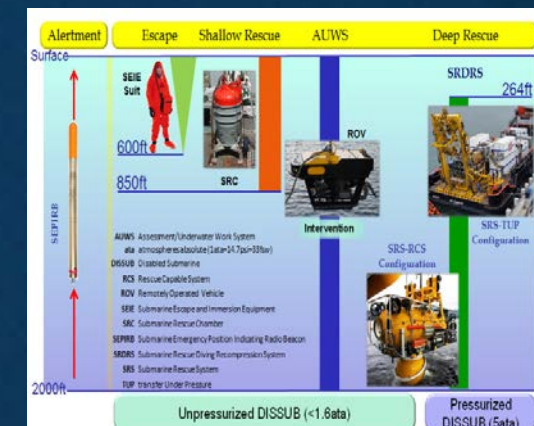 Alertment Escape Shallow Rescue AUWS Deep Rescue
Surface
SEIE
Suit
SRDRS
264ft
ROV
600ft
SRC
850ft
SEPIRB
Intervention
SRS-TUP
Configuration
SRS-RCS
Configuration
AUWS Assessment/Underwater Work System
ata atmospheres absolute (1ata=14.7psi=33fsw)
DISSUB Disabled Submarine
RCS Rescue Capable System
ROV Remotely Operated Vehicle
SEIE Submarine Escape and Immersion Equipment
SRC Submarine Rescue Chamber
SEPIRB Submarine Emergency Position Indicating Radio Beacon
SRDRS Submarine Rescue Diving Recompression System
SRS Submarine Rescue System
TUP transfer Under Pressure
2000ft
Unpressurized DISSUB (<1.6ata)
Pressurized
DISSUB (5ata)